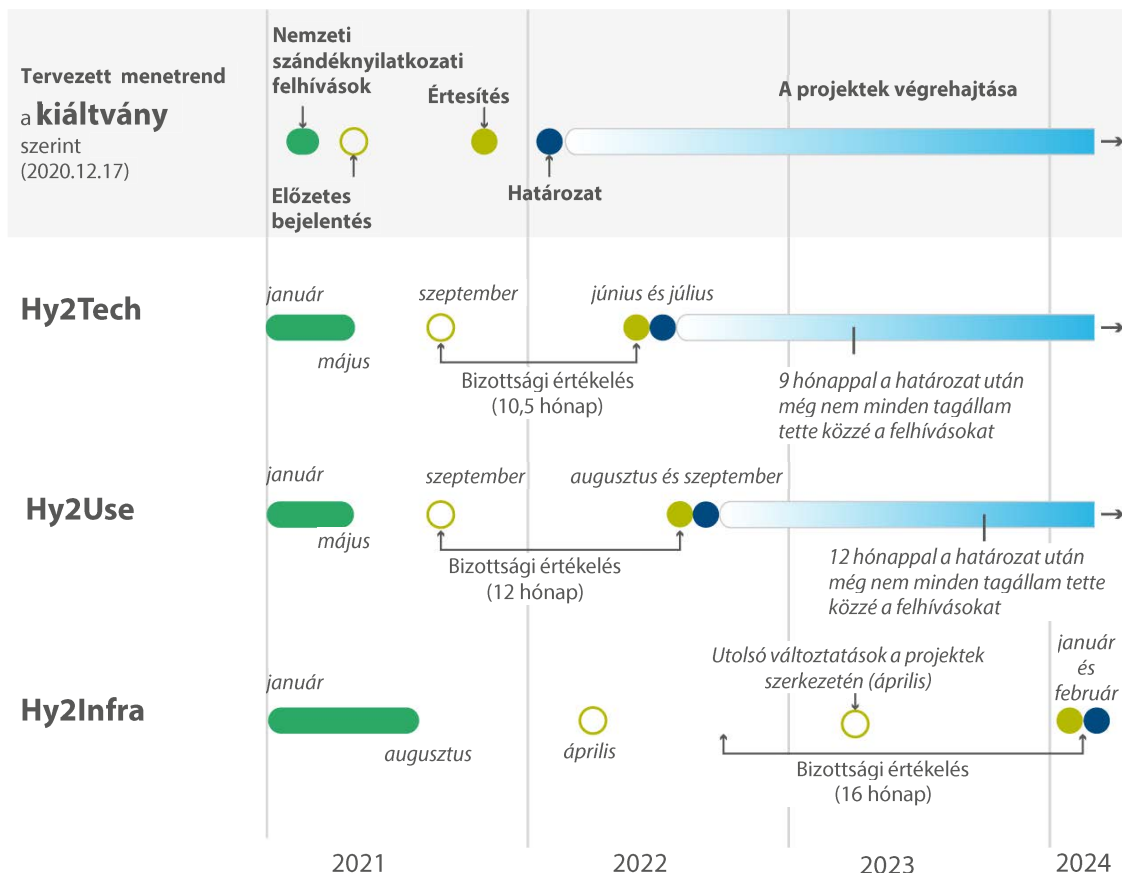 Tervezett menetrend
a kiáltvány
szerint
(2020.12.17)
Nemzeti
szándéknyilatkozati
felhívások
Értesítés
A projektek végrehajtása
Előzetes
bejelentés
Határozat
Hy2Tech
január
május
szeptember
június és július
Bizottsági értékelés
(10,5 hónap)
9 hónappal a határozat után
még nem minden tagállam
tette közzé a felhívásokat
Hy2Use
január
május
szeptember
augusztus és szeptember
Bizottsági értékelés
(12 hónap)
12 hónappal a határozat után
még nem minden tagállam tette
közzé a felhívásokat
Hy2Infra
január
augusztus
április
Utolsó változtatások a projektek
szerkezetén (április)
január
és
február
Bizottsági értékelés
(16 hónap)
2021
2022
2023
2024